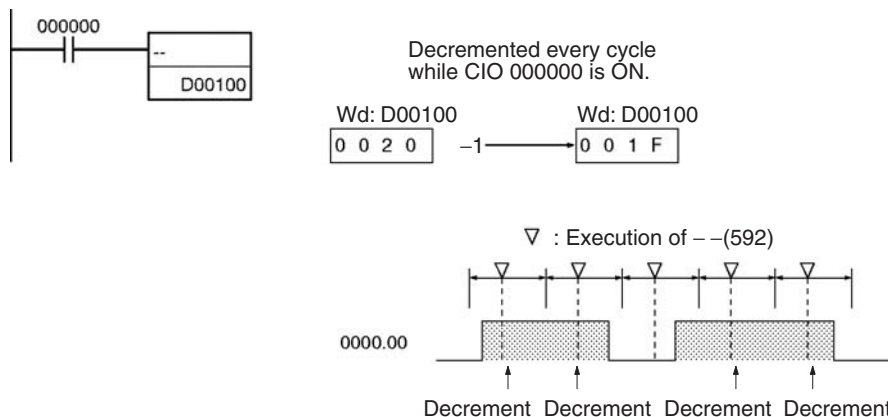 000000
--
D00100
Decremented every cycle
while CIO 000000 is ON.
Wd: D00100 Wd: D00100
0 0 2 0 −1 0 0 1 F
: Execution of − −(592)
0000.00
Decrement Decrement Decrement Decrement